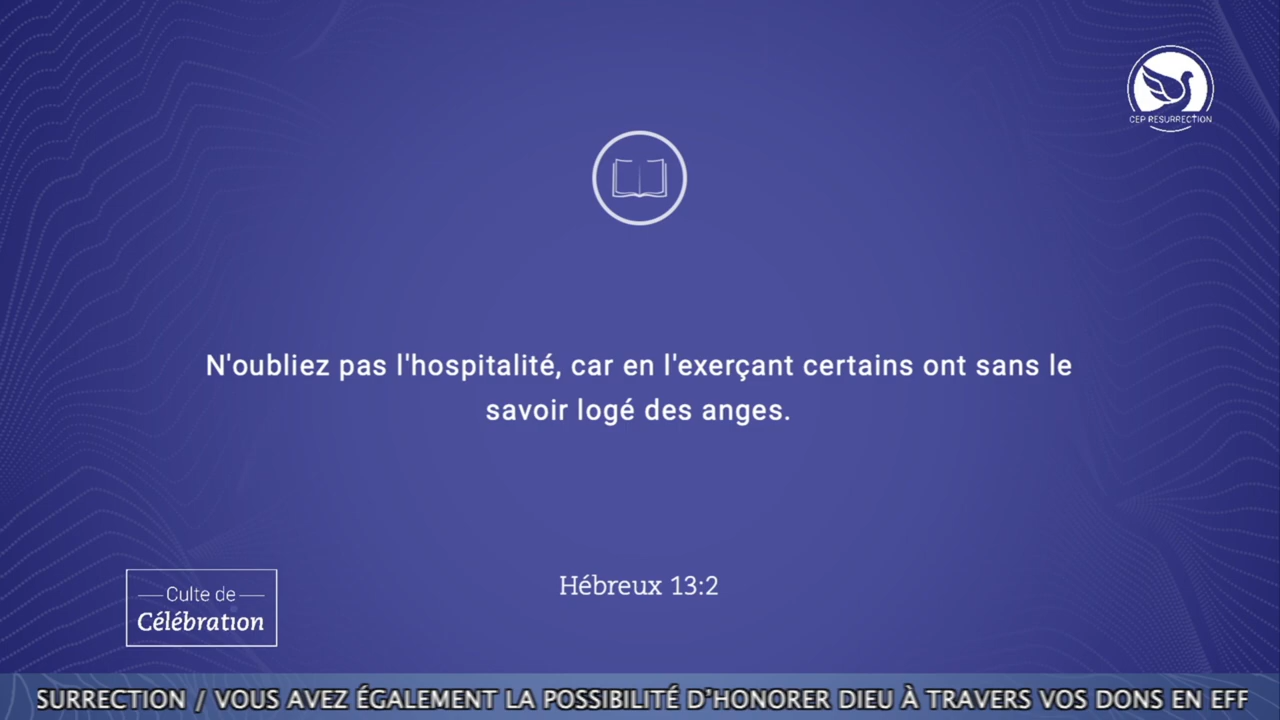 CEP RESURRECTION
N'oubliez pas l'hospitalité, car en l'exerçant certains ont sans le
savoir logé des anges.
Hébreux 13:2
Culte de
Célébration
SURRECTION / VOUS AVEZ ÉGALEMENT LA POSSIBILITÉ D'HONORER DIEU À TRAVERS VOS DONS EN EFF